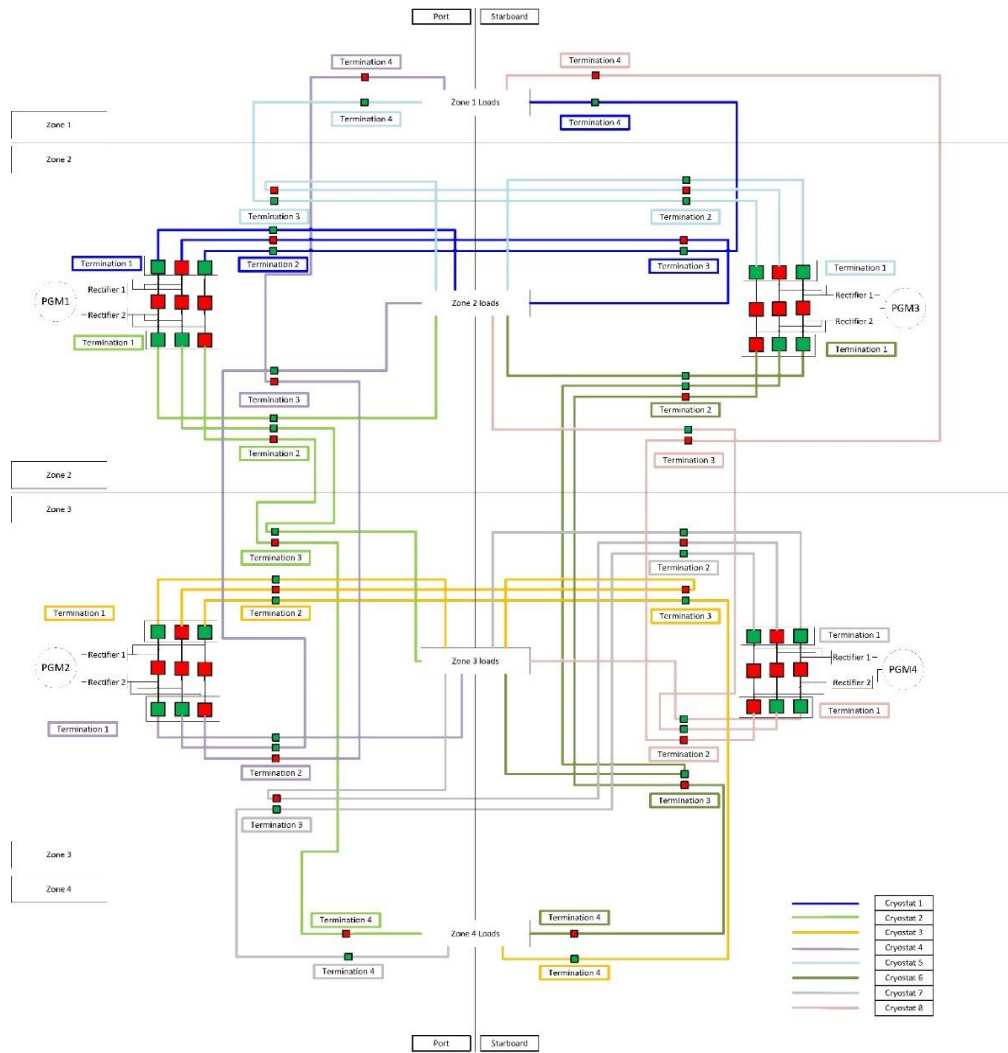 Port
Starboard
Termination 4
Termination 4
Zone 1 Loads
Termination 4
Termination 4
Zone 1
Zone 2
Termination 3
Termination 2
Termination 1
Termination 2
Termination 3
Termination 1
Rectifier 1
PGM1
Rectifier 2
Zone 2 loads
Rectifier 1
PGM3
Rectifier 2
Termination 1
Termination 1
Termination 3
Termination 2
Termination 2
Termination 3
Zone 2
Zone 3
Termination 3
Termination 2
Termination 1
Termination 2
Termination 3
Termination 1
Rectifier 1
PGM2
Rectifier 2
Zone 3 loads
Rectifier 1
PGM4
Rectifier 2
Termination 1
Termination 1
Termination 2
Termination 2
Termination 3
Termination 3
Zone 3
Zone 4
Termination 4
Termination 4
Zone 4 Loads
Termination 4
Termination 4
Cryostat 1
Cryostat 2
Cryostat 3
Cryostat 4
Cryostat 5
Cryostat 6
Cryostat 7
Cryostat 8
Port
Starboard